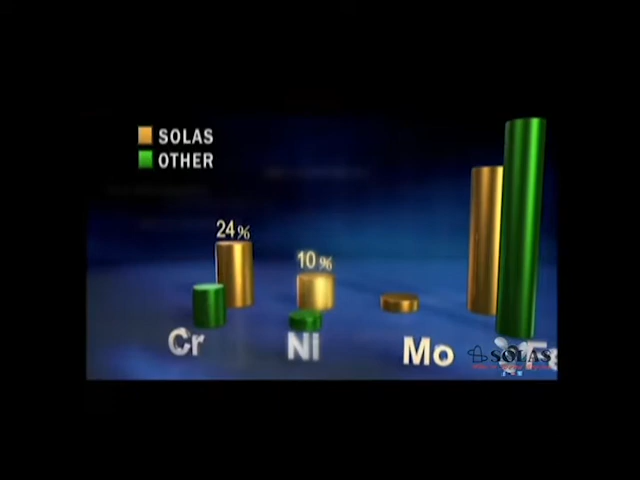 SOLAS
OTHER
24%
10%
Cr
Ni
Mo
SOLAS